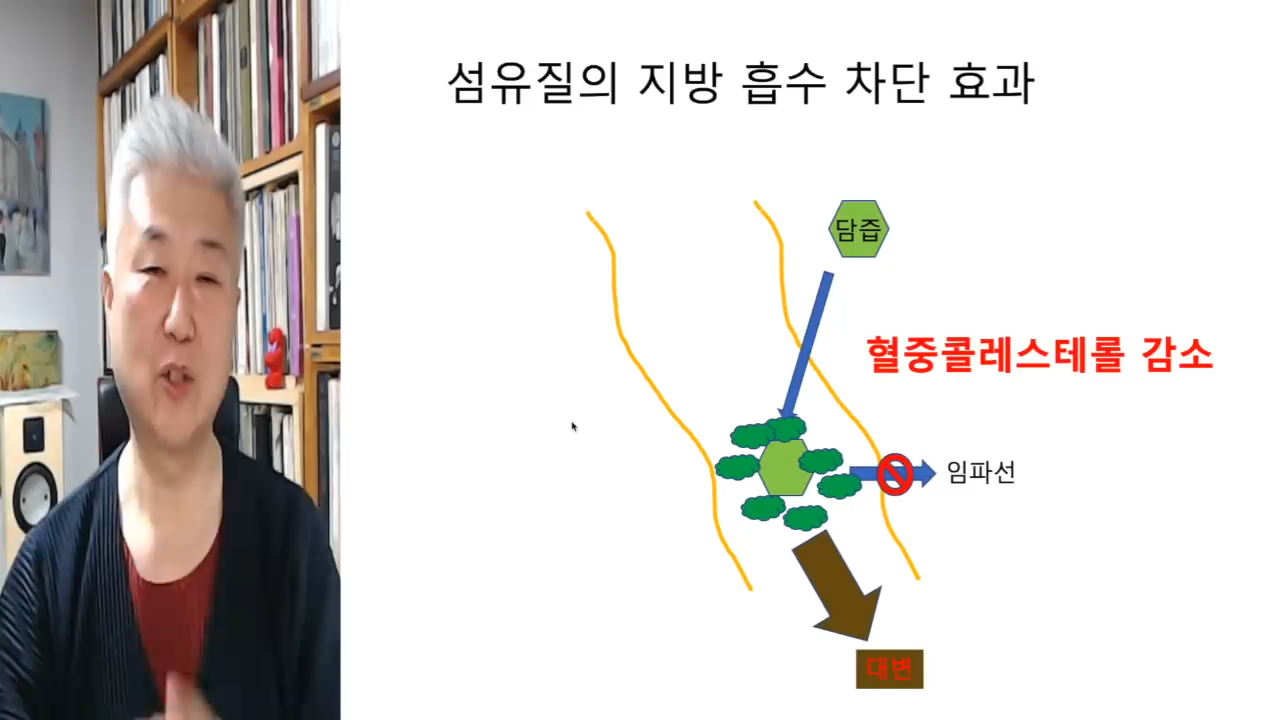 섬유질의 지방 흡수 차단 효과
담즙
혈중콜레스테롤 감소
임파선
대변